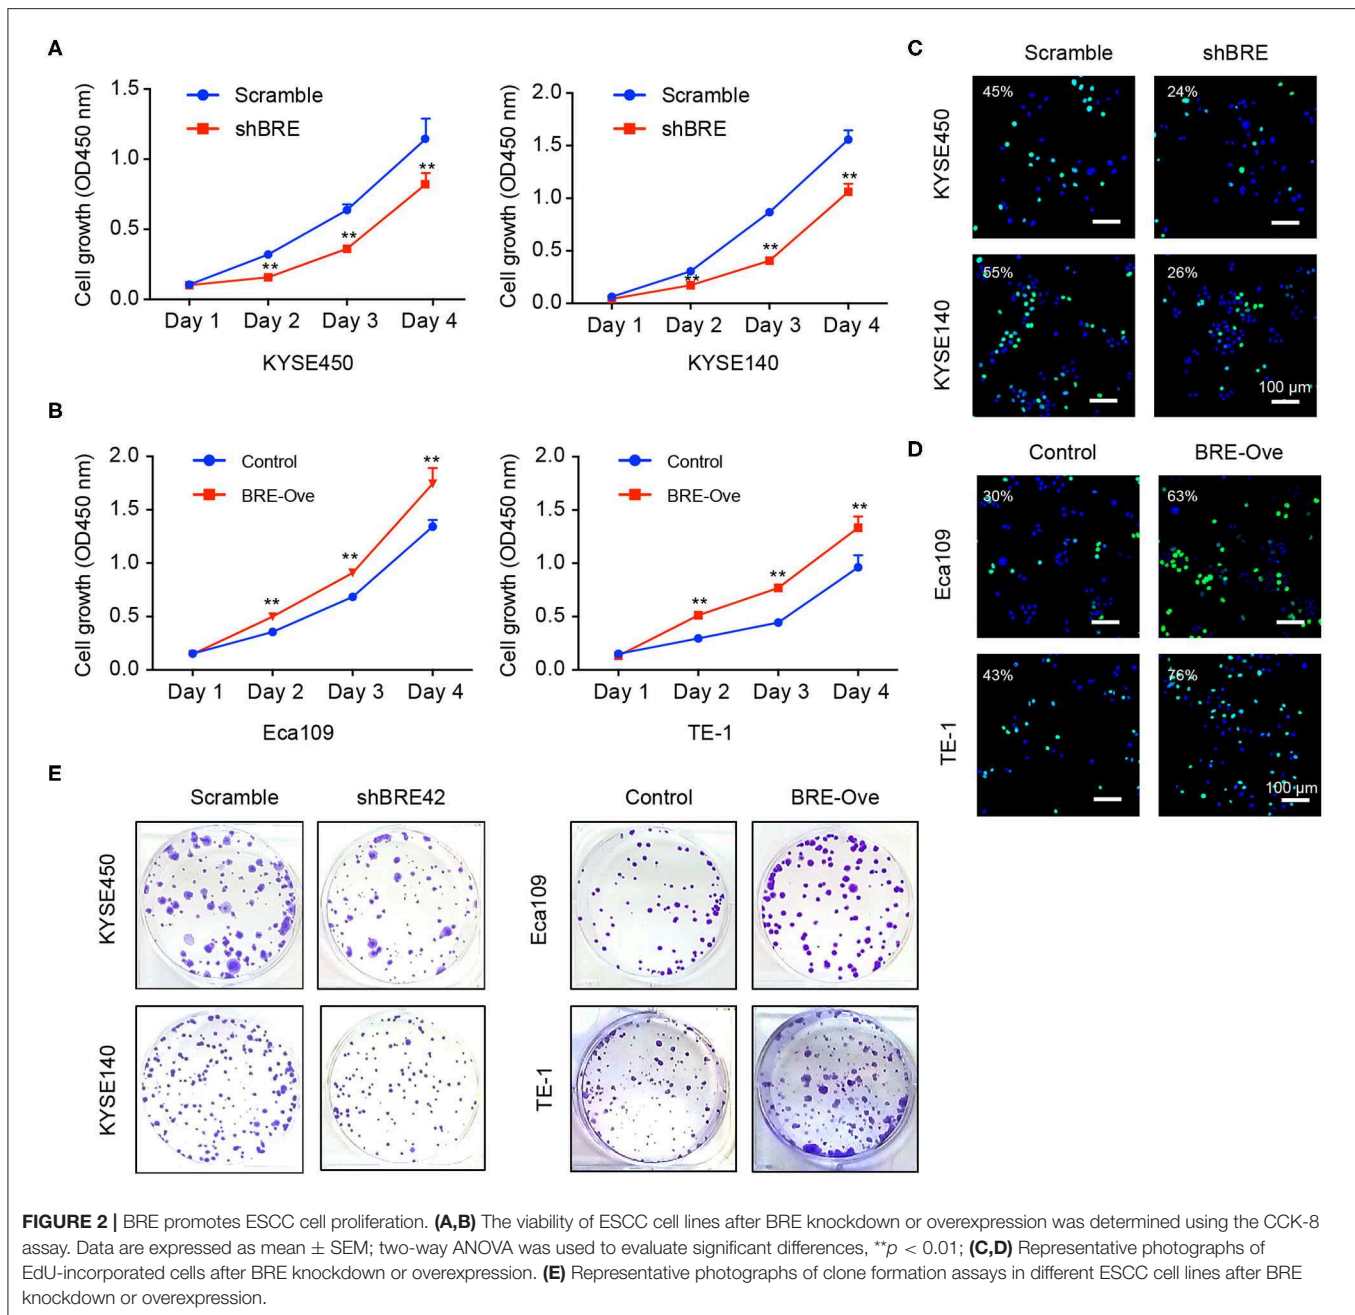 A
Cell growth (OD450 nm)
1.5
1.0
0.5
0.0
Scramble
shBRE
**
**
**
Day 1 Day 2 Day 3 Day 4
KYSE450
Cell growth (OD450 nm)
2.0
1.5
1.0
0.5
0.0
Scramble
shBRE
**
**
**
Day 1 Day 2 Day 3 Day 4
KYSE140
B
Cell growth (OD450 nm)
2.0
1.5
1.0
0.5
0.0
Control
BRE-Ove
**
**
**
Day 1 Day 2 Day 3 Day 4
Eca109
Cell growth (OD450 nm)
2.0
1.5
1.0
0.5
0.0
Control
BRE-Ove
**
**
**
Day 1 Day 2 Day 3 Day 4
TE-1
C
Scramble shBRE
KYSE450
45% 24%
KYSE140
55% 26%
100 µm
D
Control BRE-Ove
Eca109
30% 63%
TE-1
43% 76%
100 µm
E
Scramble shBRE42 Control BRE-Ove
KYSE450
Eca109
KYSE140
TE-1
FIGURE 2 | BRE promotes ESCC cell proliferation. (A,B) The viability of ESCC cell lines after BRE knockdown or overexpression was determined using the CCK-8
assay. Data are expressed as mean ± SEM; two-way ANOVA was used to evaluate significant differences, **p < 0.01; (C,D) Representative photographs of
EdU-incorporated cells after BRE knockdown or overexpression. (E) Representative photographs of clone formation assays in different ESCC cell lines after BRE
knockdown or overexpression.